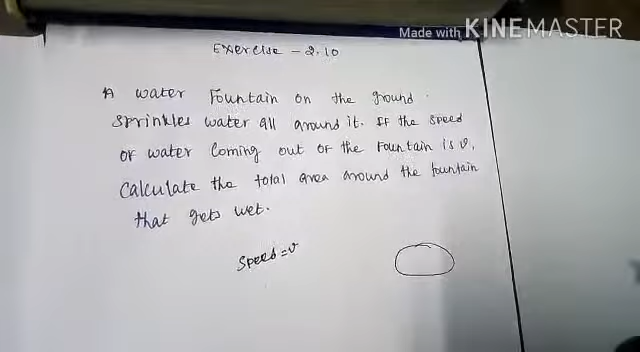 Made with KINEMASTER
Exercise - 2.10
A water Fountain on the ground.
Sprinkles water all around it. If the speed
of water Coming out of the Fountain is v,
Calculate the total area around the fountain
that gets wet.
Speed = v